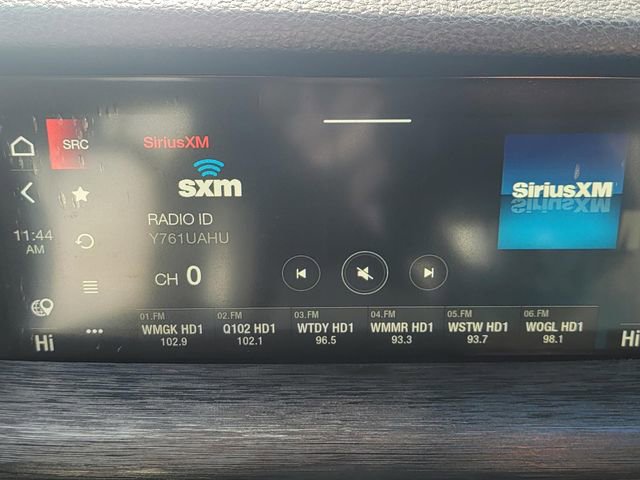 SRC
SiriusXM
sxm
SiriusXM
RADIO ID
Y761UAHU
11:44
AM
CH 0
01.FM 02.FM 03.FM 04.FM 05.FM 06.FM
WMGK HD1 Q102 HD1 WTDY HD1 WMMR HD1 WSTW HD1 WOGL HD1
102.9 102.1 96.5 93.3 93.7 98.1
Hi ••• Hi